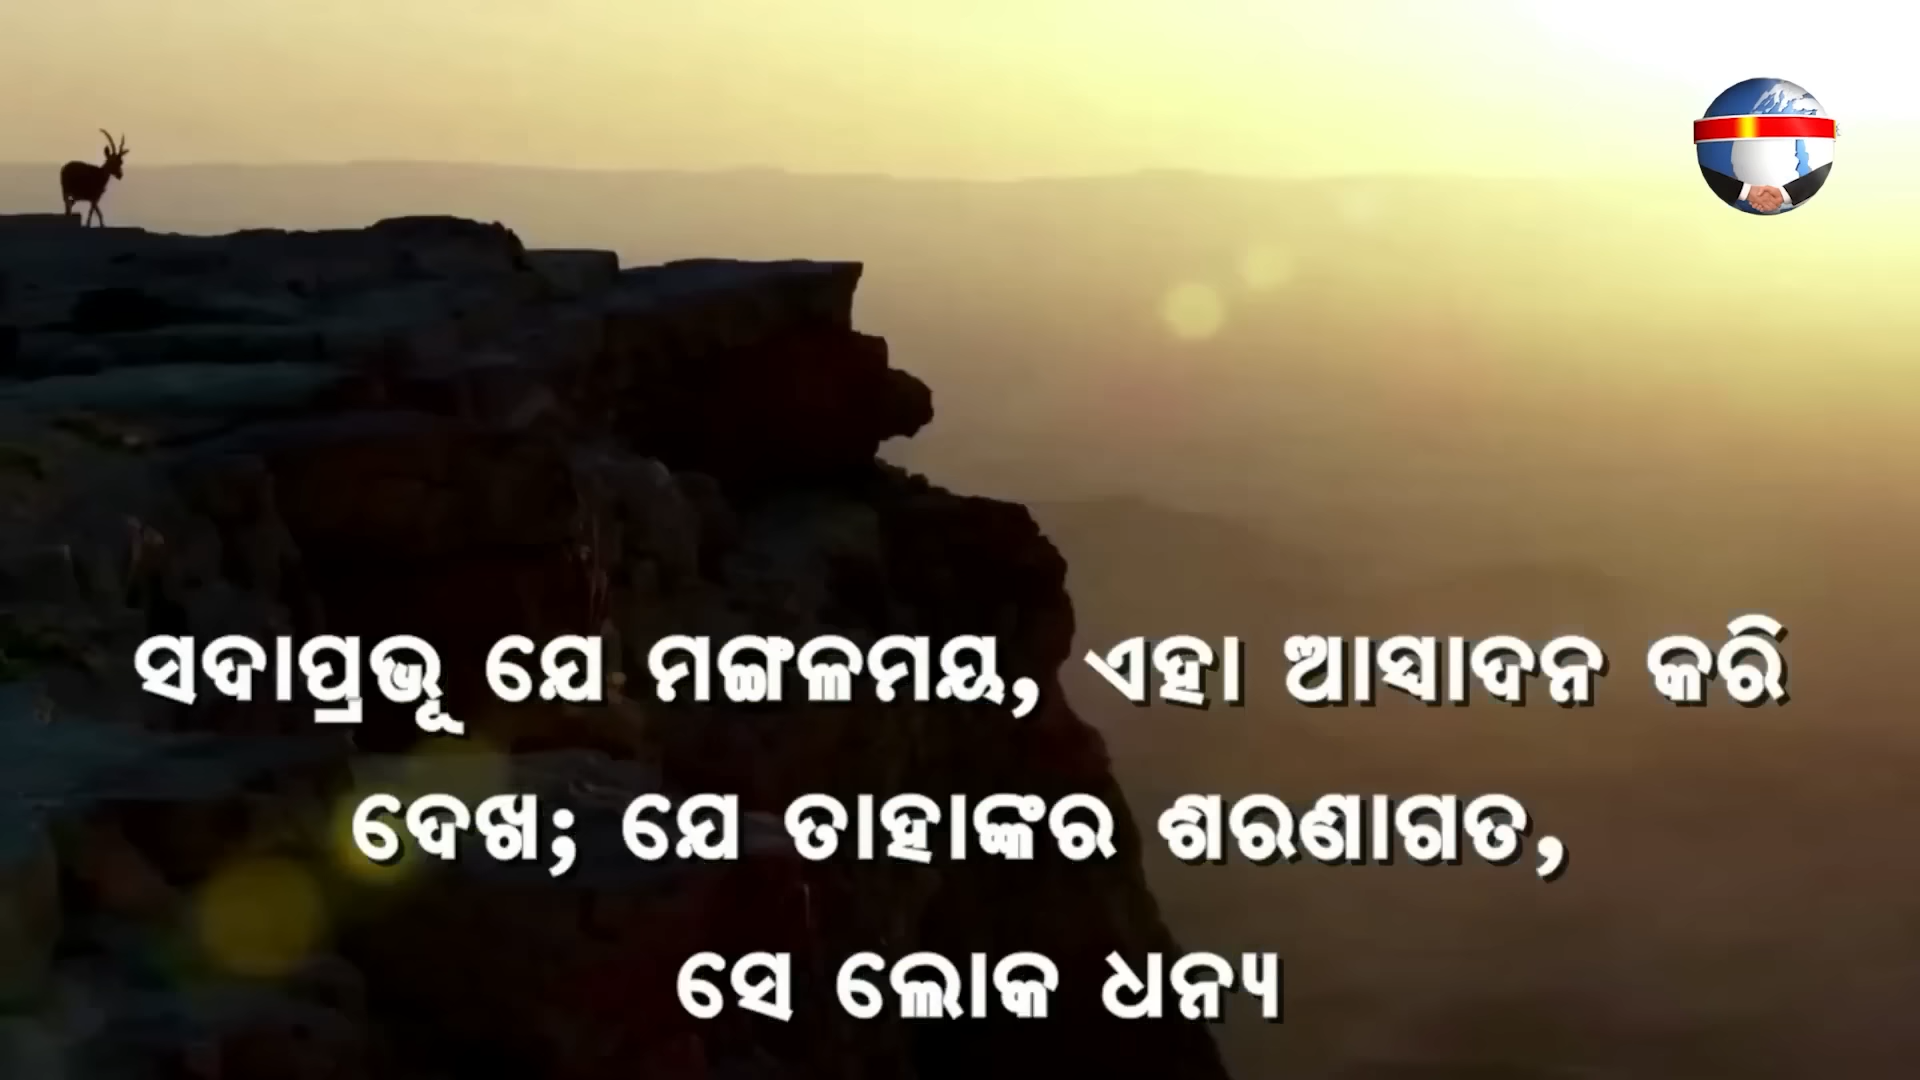 ସଦାପ୍ରଭୂ ଯେ ମଙ୍ଗଳମୟ, ଏହା ଆସ୍ୱାଦନ କରି
ଦେଖ; ଯେ ତାହାଙ୍କର ଶରଣାଗତ,
ସେ ଲୋକ ଧନ୍ୟ